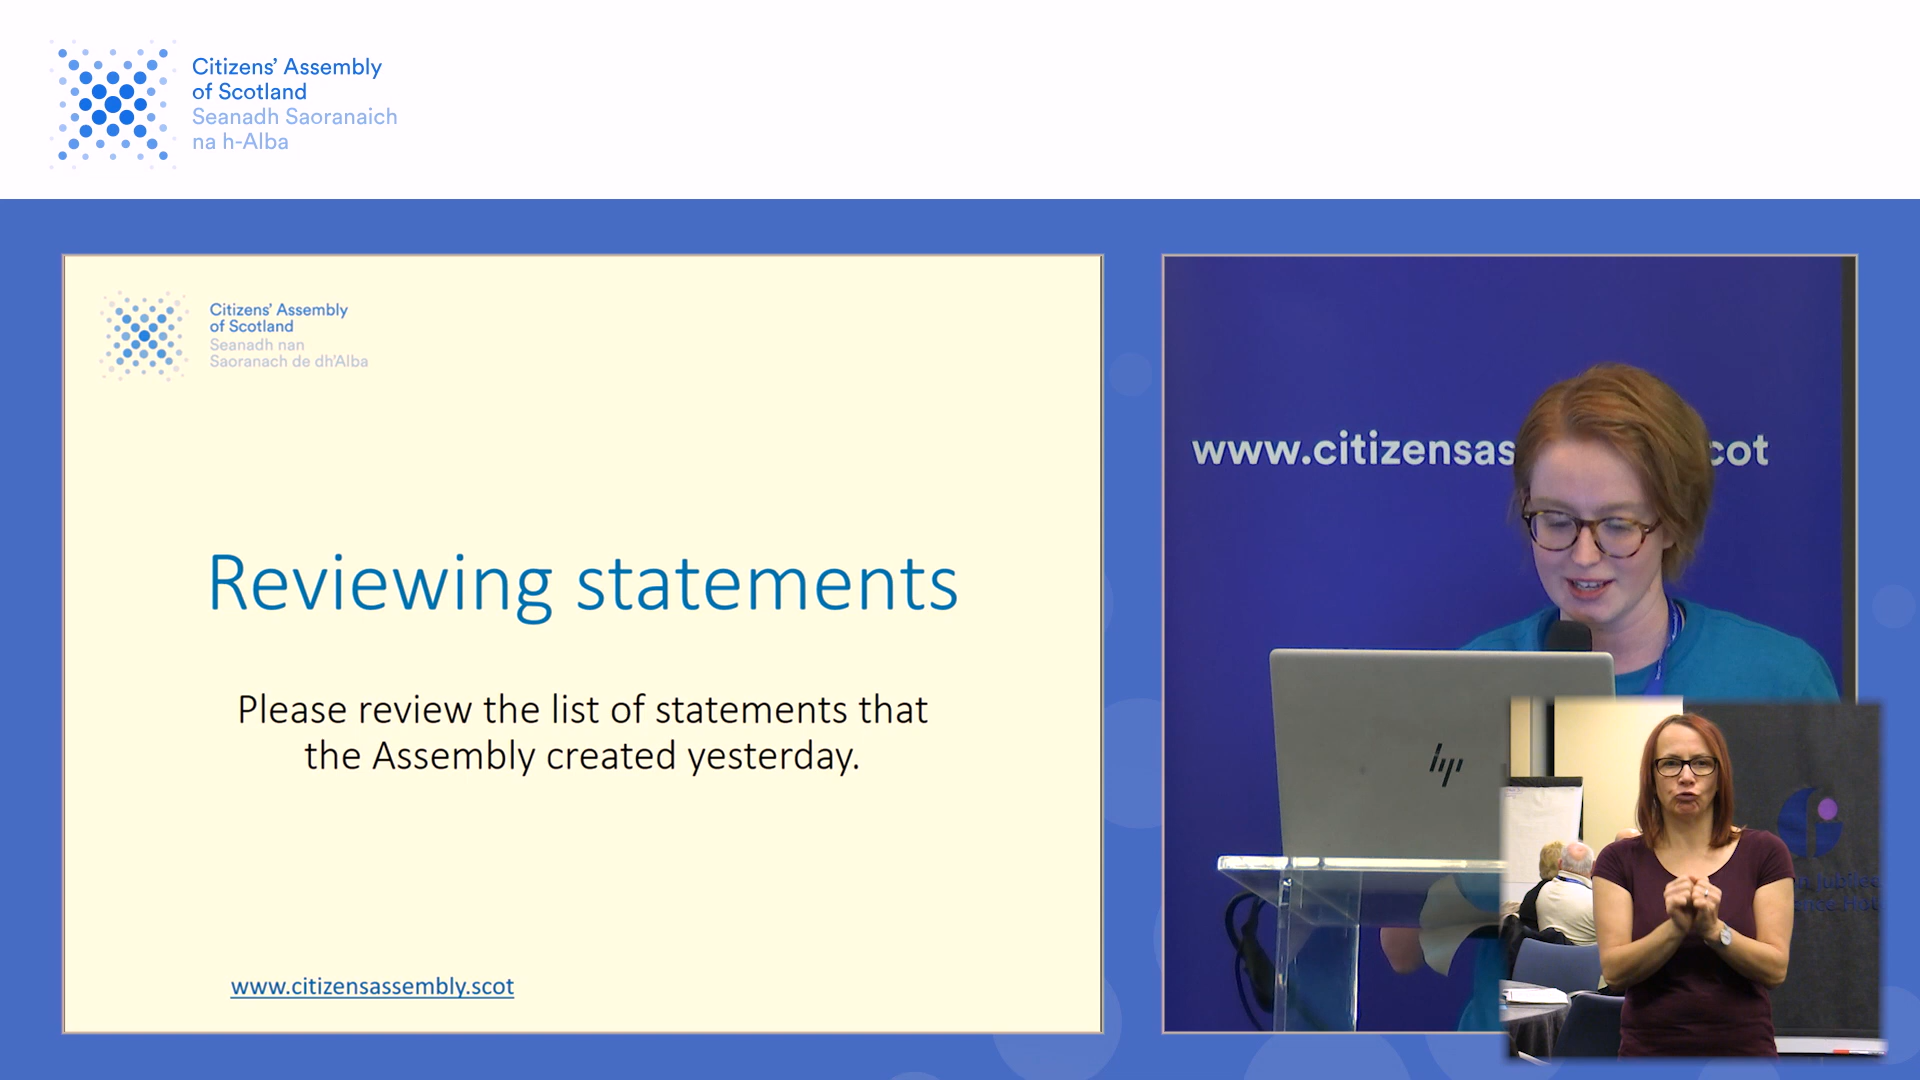 Citizens’ Assembly
of Scotland
Seanadh Saoranaich
na h-Alba
Citizens’ Assembly
of Scotland
Seanadh nan
Saoranach de dh’Alba
Reviewing statements
Please review the list of statements that
the Assembly created yesterday.
www.citizensassembly.scot
www.citizensas cot
hp